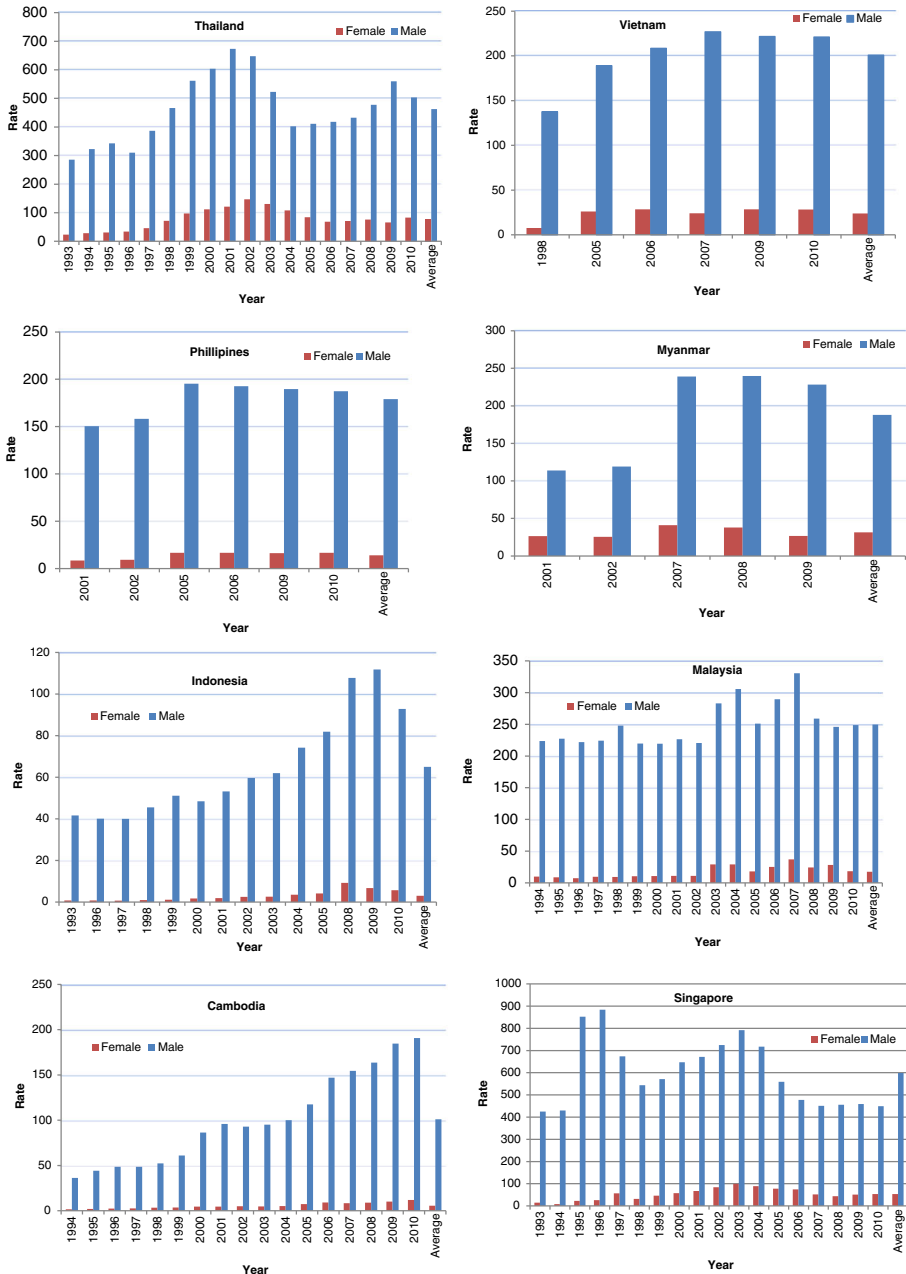 Thailand
Female Male
Rate
800
700
600
500
400
300
200
100
0
1993 1994 1995 1996 1997 1998 1999 2000 2001 2002 2003 2004 2005 2006 2007 2008 2009 2010 Average
Year
Vietnam
Female Male
Rate
250
200
150
100
50
0
1998 2005 2006 2007 2009 2010 Average
Year
Phillipines
Female Male
Rate
250
200
150
100
50
0
2001 2002 2005 2006 2009 2010 Average
Year
Myanmar
Female Male
Rate
300
250
200
150
100
50
0
2001 2002 2007 2008 2009 Average
Year
Indonesia
Female Male
Rate
120
100
80
60
40
20
0
1993 1996 1997 1998 1999 2000 2001 2002 2003 2004 2005 2008 2009 2010 Average
Year
Malaysia
Female Male
Rate
350
300
250
200
150
100
50
0
1994 1995 1996 1997 1998 1999 2000 2001 2002 2003 2004 2005 2006 2007 2008 2009 2010 Average
Year
Cambodia
Female Male
Rate
250
200
150
100
50
0
1994 1995 1996 1997 1998 1999 2000 2001 2002 2003 2004 2005 2006 2007 2008 2009 2010 Average
Year
Singapore
Female Male
Rate
1000
900
800
700
600
500
400
300
200
100
0
1993 1994 1995 1996 1997 1998 1999 2000 2001 2002 2003 2004 2005 2006 2007 2008 2009 2010 Average
Year